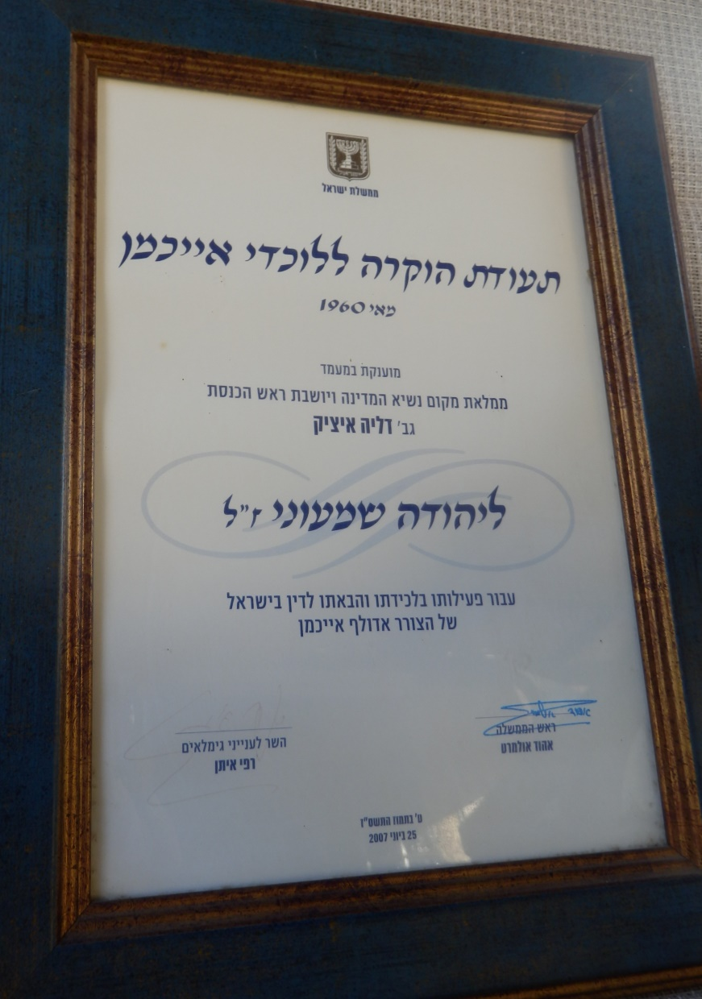 ממשלת ישראל
תעודת הוקרה ללוכדי אייכמן
מאי 1960
מוענקת במעמד
ממלאת מקום נשיא המדינה ויושבת ראש הכנסת
גב' דליה איציק
ליהודה שמעוני ז"ל
עבור פעילותו בלכידתו והבאתו לדין בישראל
של הצורר אדולף אייכמן
ראש הממשלה
אהוד אולמרט
השר לענייני גימלאים
רפי איתן
ט' בתמוז התשס"ז
25 ביוני 2007